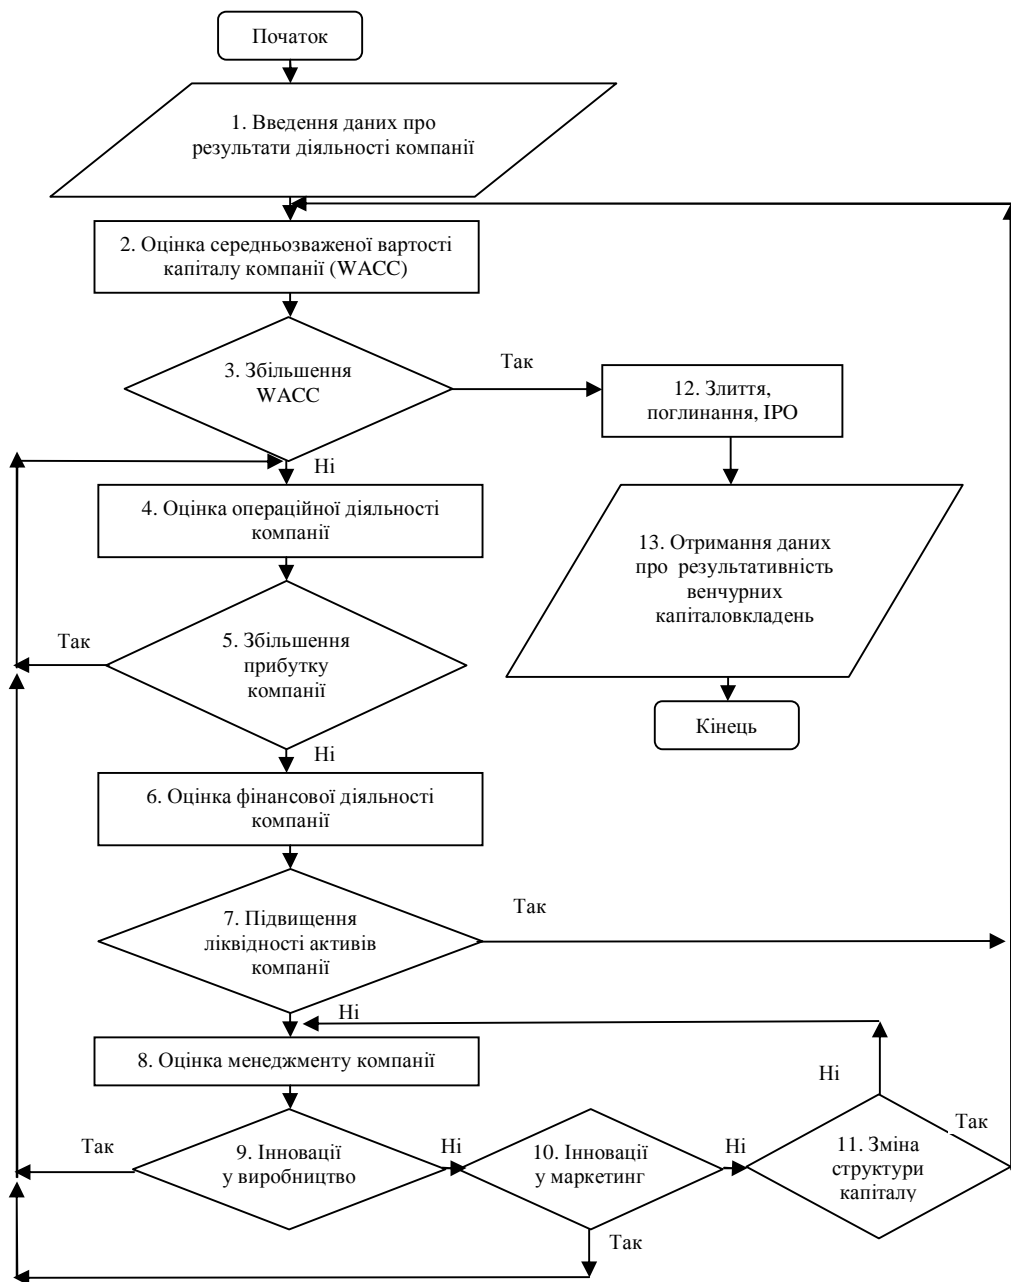 Початок
1. Введення даних про
результати діяльності компанії
2. Оцінка середньозваженої вартості
капіталу компанії (WACC)
3. Збільшення
WACC
Так
12. Злиття,
поглинання, IPO
Ні
4. Оцінка операційної діяльності
компанії
13. Отримання даних
про результативність
венчурних
капіталовкладень
Так
5. Збільшення
прибутку
компанії
Кінець
Ні
6. Оцінка фінансової діяльності
компанії
7. Підвищення
ліквідності активів
компанії
Так
Ні
8. Оцінка менеджменту компанії
Ні
Так
9. Інновації
у виробництво
Ні
10. Інновації
у маркетинг
Ні
11. Зміна
структури
капіталу
Так
Так